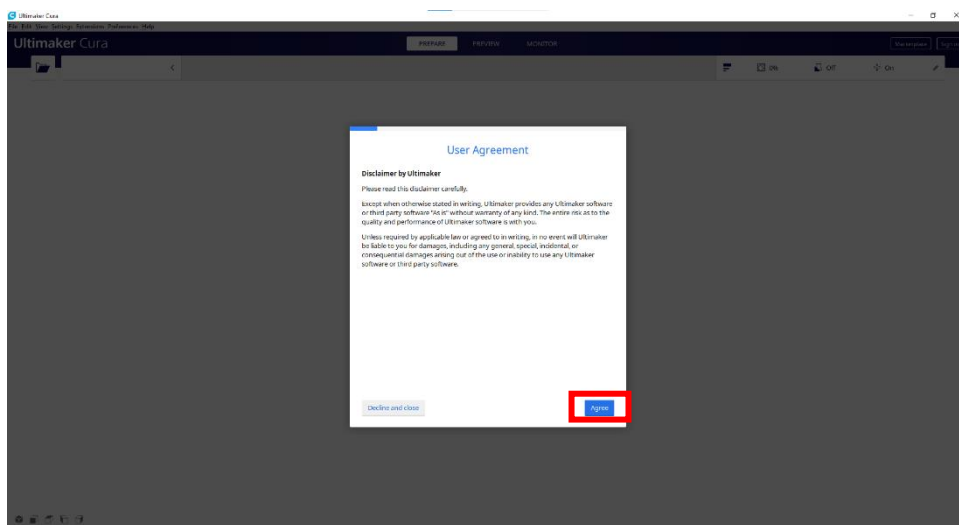 Ultimaker Cura
File Edit View Settings Extensions Preferences Help
Ultimaker Cura
PREPARE PREVIEW MONITOR
Marketplace
0% Off On
User Agreement
Disclaimer by Ultimaker
Please read this disclaimer carefully.
Except when otherwise stated in writing, Ultimaker provides any Ultimaker software
or third party software "As is" without warranty of any kind. The entire risk as to the
quality and performance of Ultimaker software is with you.
Unless required by applicable law or agreed to in writing, in no event will Ultimaker
be liable to you for damages, including any general, special, incidental, or
consequential damages arising out of the use or inability to use any Ultimaker
software or third party software.
Decline and close
Agree